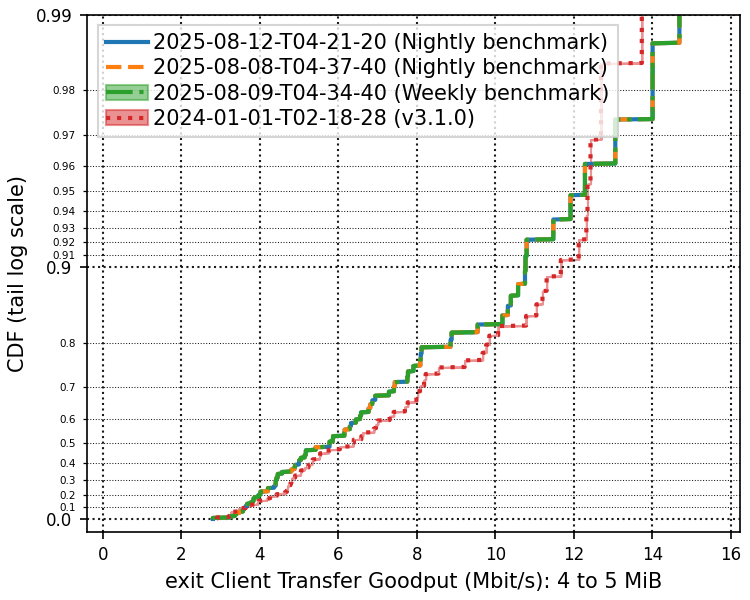 0.99
2025-08-12-T04-21-20 (Nightly benchmark)
2025-08-08-T04-37-40 (Nightly benchmark)
2025-08-09-T04-34-40 (Weekly benchmark)
2024-01-01-T02-18-28 (v3.1.0)
0.98
0.97
0.96
0.95
0.94
0.93
0.92
0.91
0.9
0.8
0.7
0.6
0.5
0.4
0.3
0.2
0.1
0.0
CDF (tail log scale)
0 2 4 6 8 10 12 14 16
exit Client Transfer Goodput (Mbit/s): 4 to 5 MiB